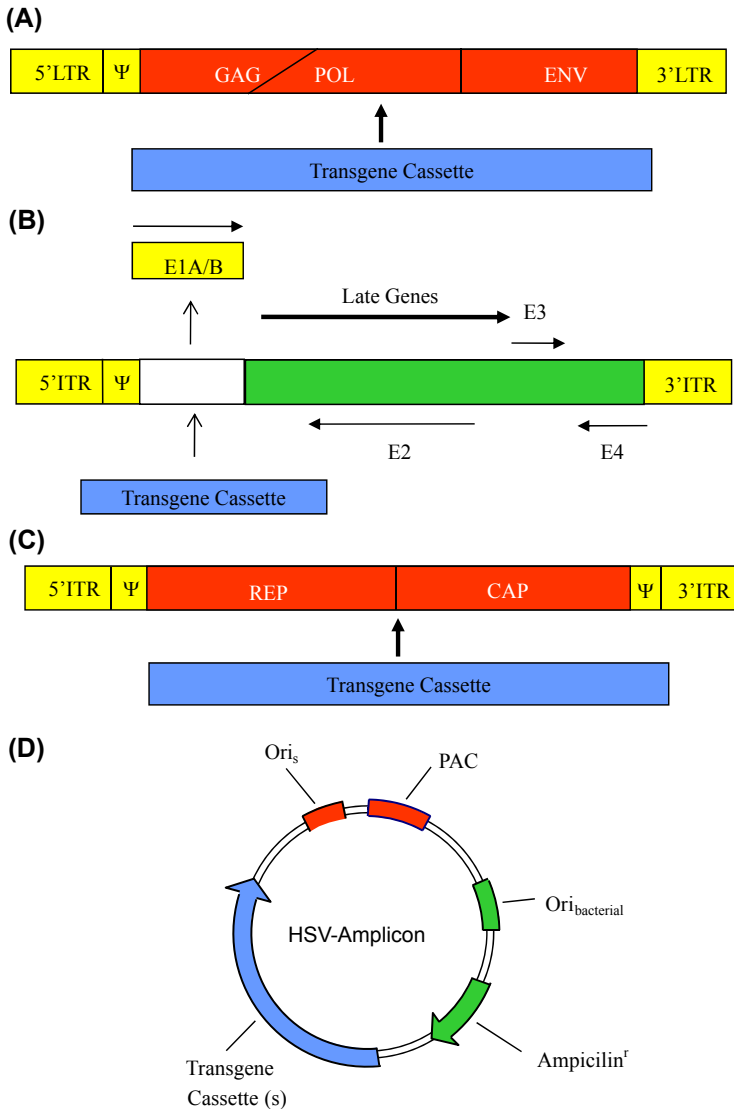 (A)
5'LTR Ψ GAG POL ENV 3'LTR
Transgene Cassette
(B)
E1A/B
Late Genes
E3
5'ITR Ψ 3'ITR
E2 E4
Transgene Cassette
(C)
5'ITR Ψ REP CAP Ψ 3'ITR
Transgene Cassette
(D)
Oris PAC
Oribacterial
HSV-Amplicon
Ampicilinr
Transgene
Cassette (s)